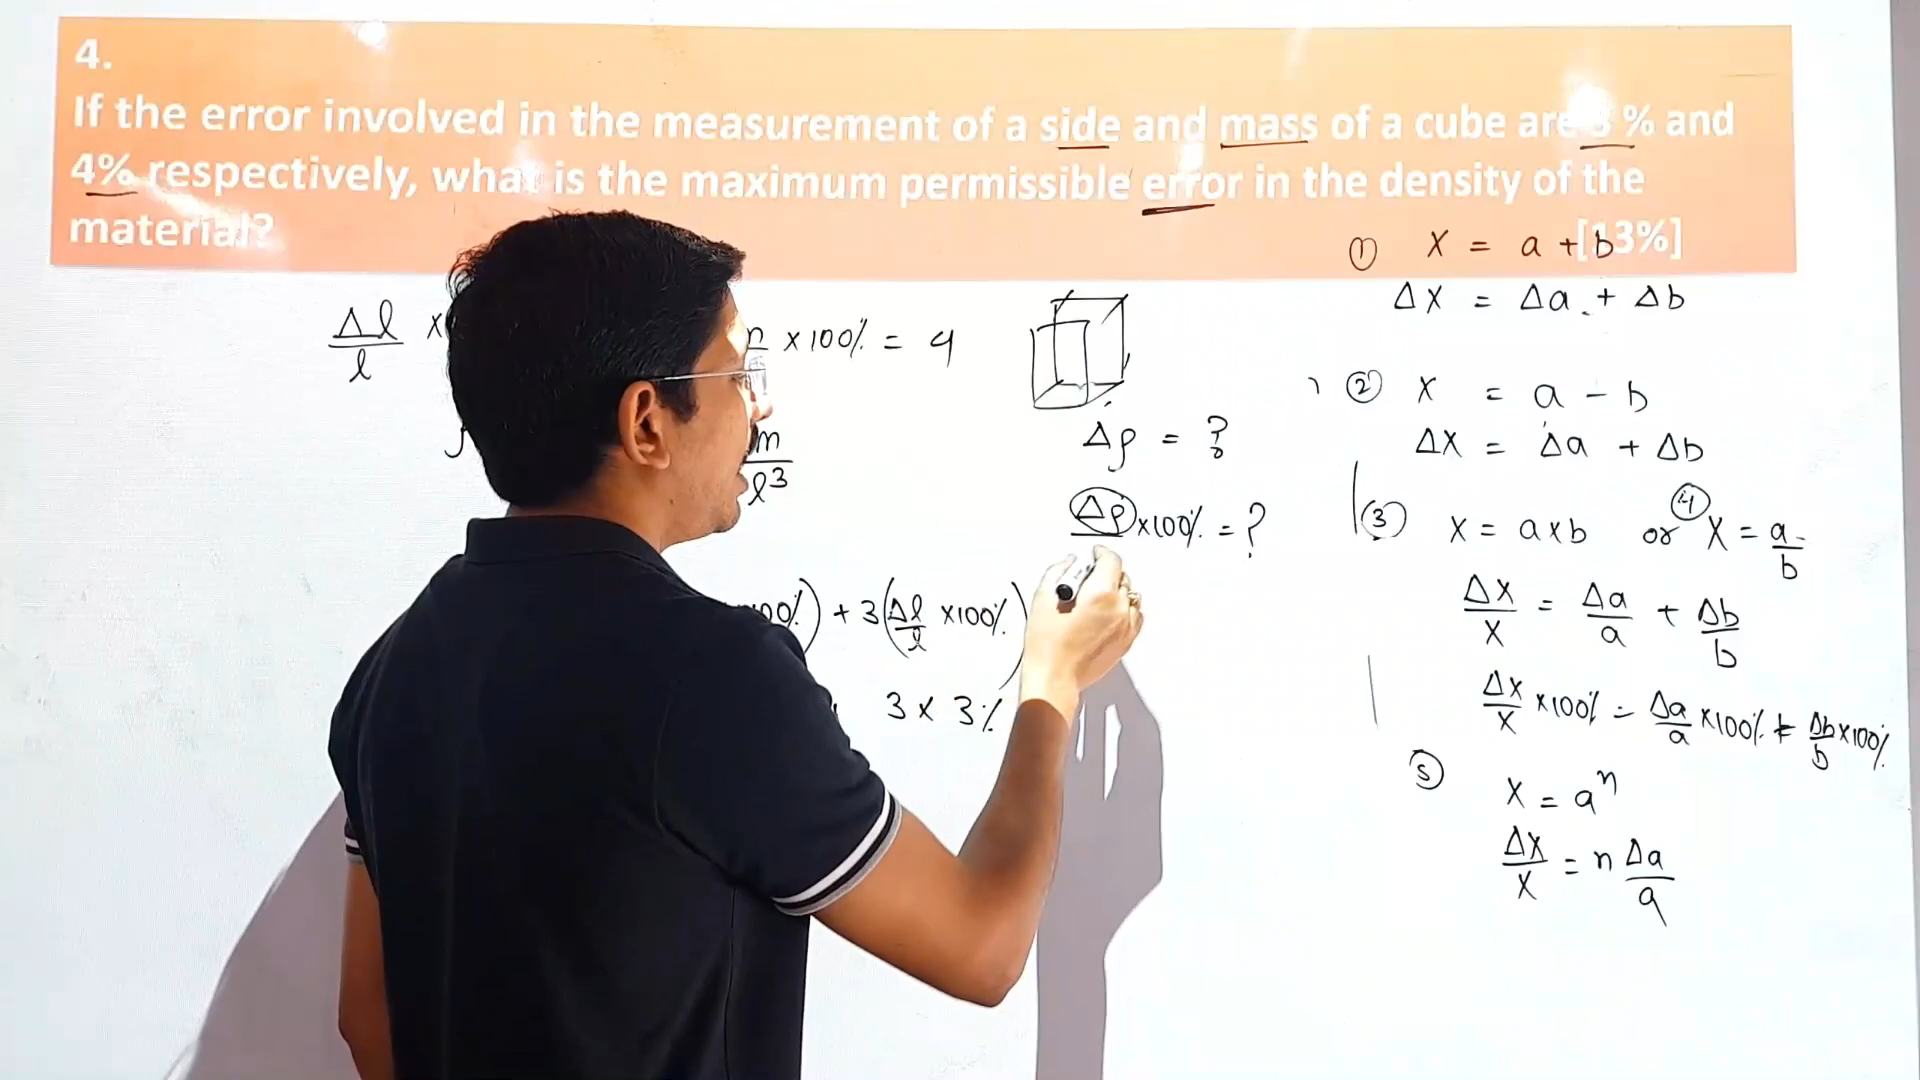 4.
If the error involved in the measurement of a side and mass of a cube are 3 % and
4% respectively, what is the maximum permissible error in the density of the
material?
[13%]
Δl/l ×
× 100% = 4
m/l³
Δρ = ?
Δρ/ ×100% = ?
100%) + 3(Δl/l ×100%)
3 × 3%
① X = a + b
ΔX = Δa + Δb
② X = a - b
ΔX = Δa + Δb
③ X = a×b or ④ X = a/b
ΔX/X = Δa/a + Δb/b
ΔX/X ×100% = Δa/a ×100% + Δb/b ×100%
⑤ X = aⁿ
ΔX/X = n Δa/a